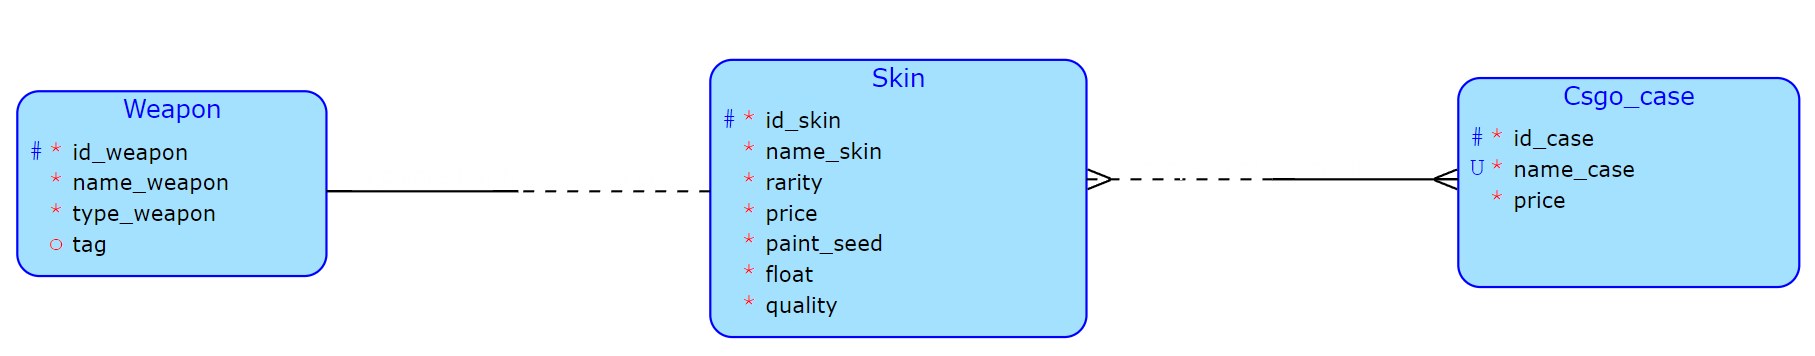 Weapon
# * id_weapon
* name_weapon
* type_weapon
○ tag
Skin
# * id_skin
* name_skin
* rarity
* price
* paint_seed
* float
* quality
Csgo_case
# * id_case
U * name_case
* price